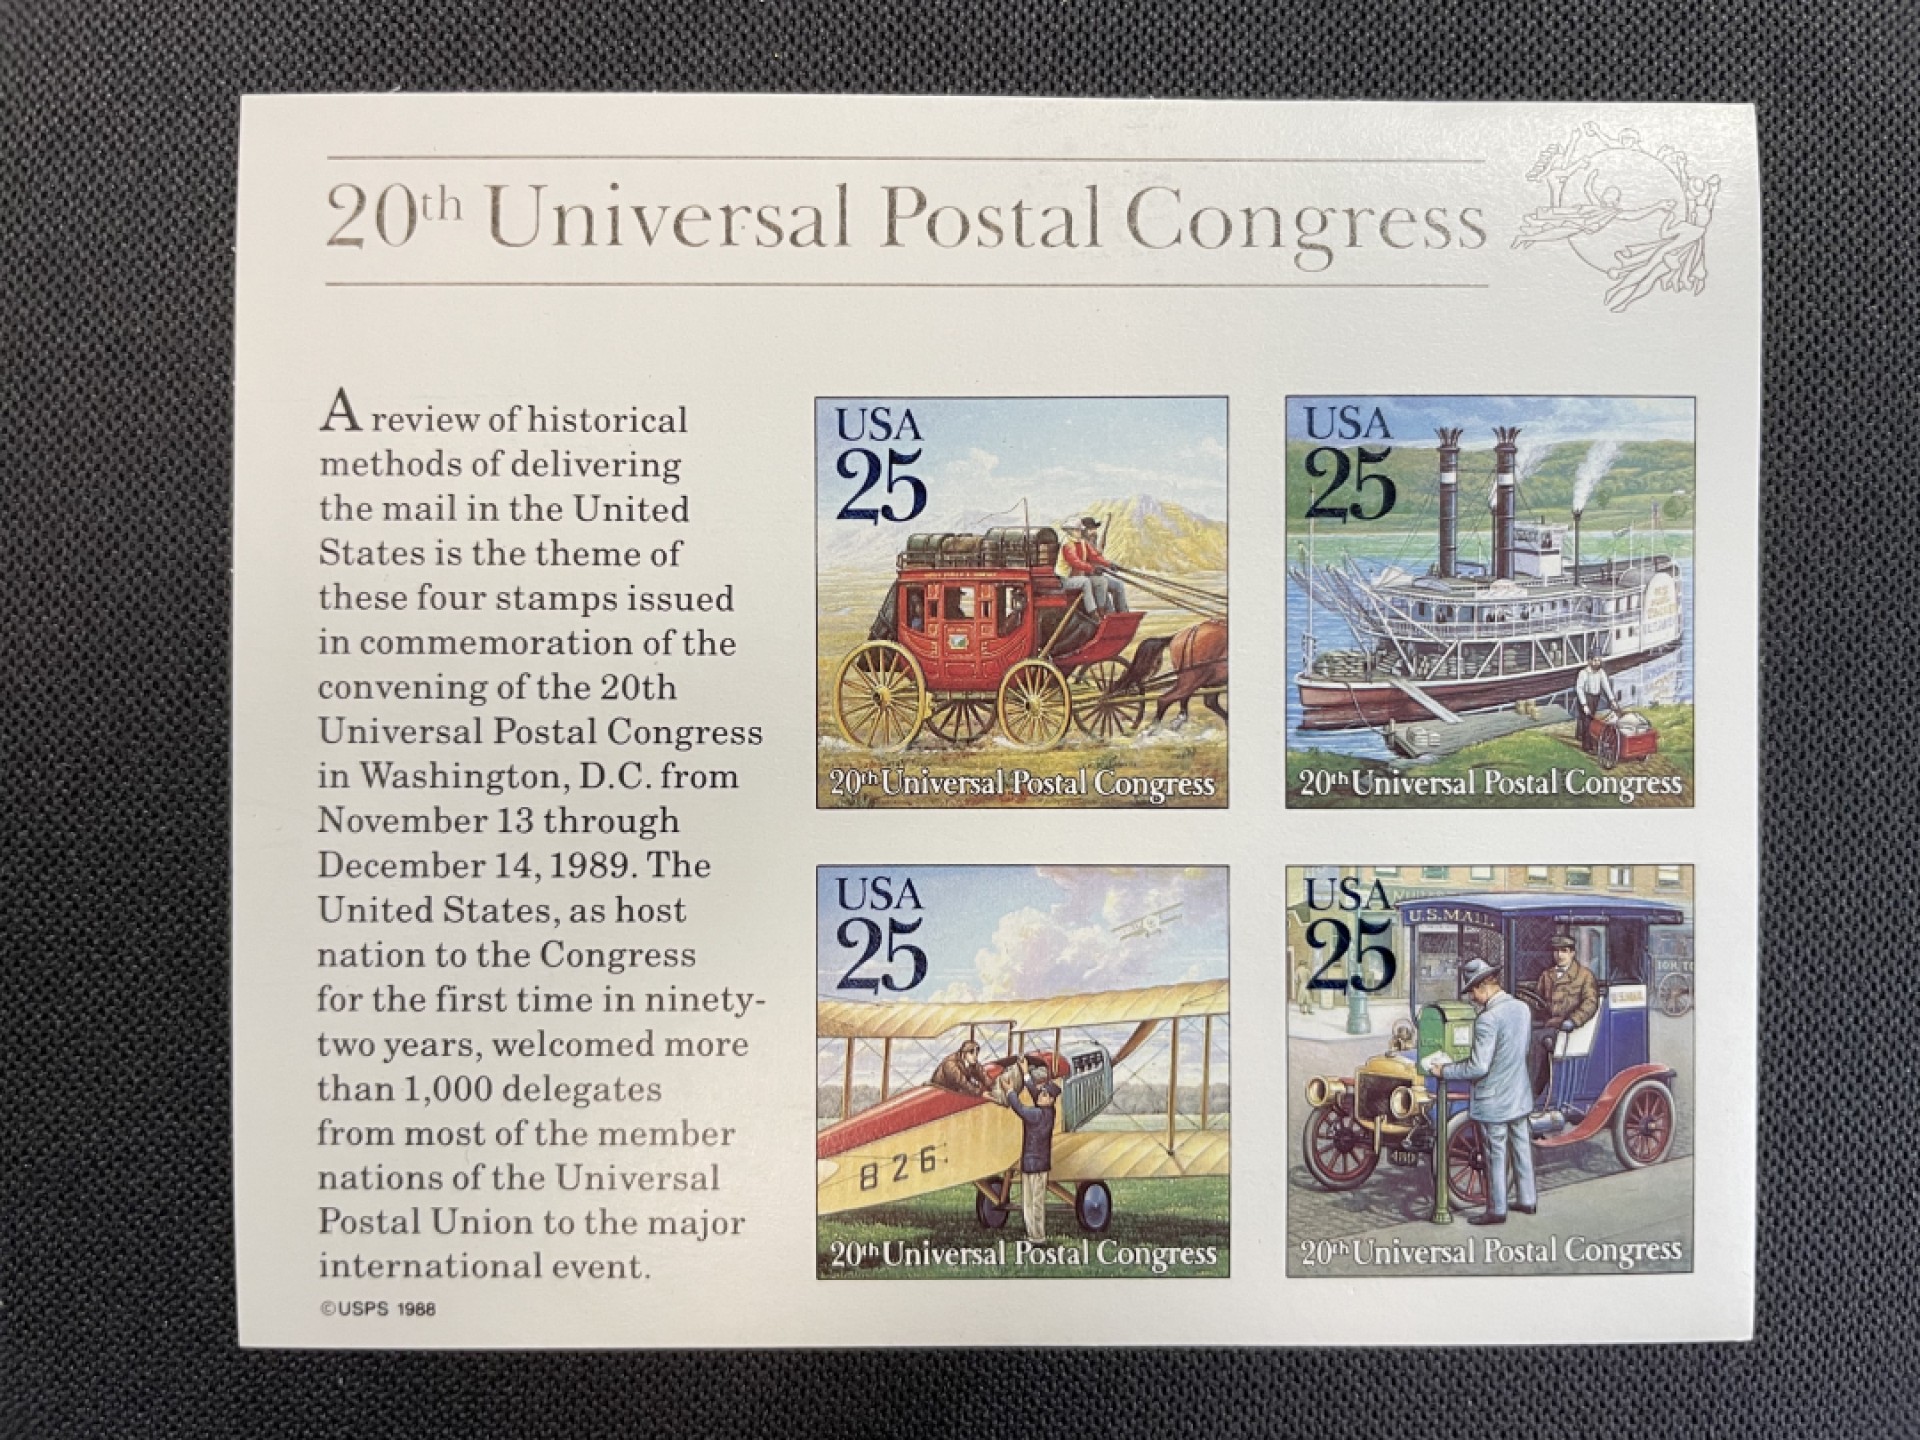 20th Universal Postal Congress
A review of historical
methods of delivering
the mail in the United
States is the theme of
these four stamps issued
in commemoration of the
convening of the 20th
Universal Postal Congress
in Washington, D.C. from
November 13 through
December 14, 1989. The
United States, as host
nation to the Congress
for the first time in ninety-
two years, welcomed more
than 1,000 delegates
from most of the member
nations of the Universal
Postal Union to the major
international event.
©USPS 1988
USA
25
20th Universal Postal Congress
USA
25
20th Universal Postal Congress
USA
25
826
20th Universal Postal Congress
USA
25
U.S.MAIL
20th Universal Postal Congress